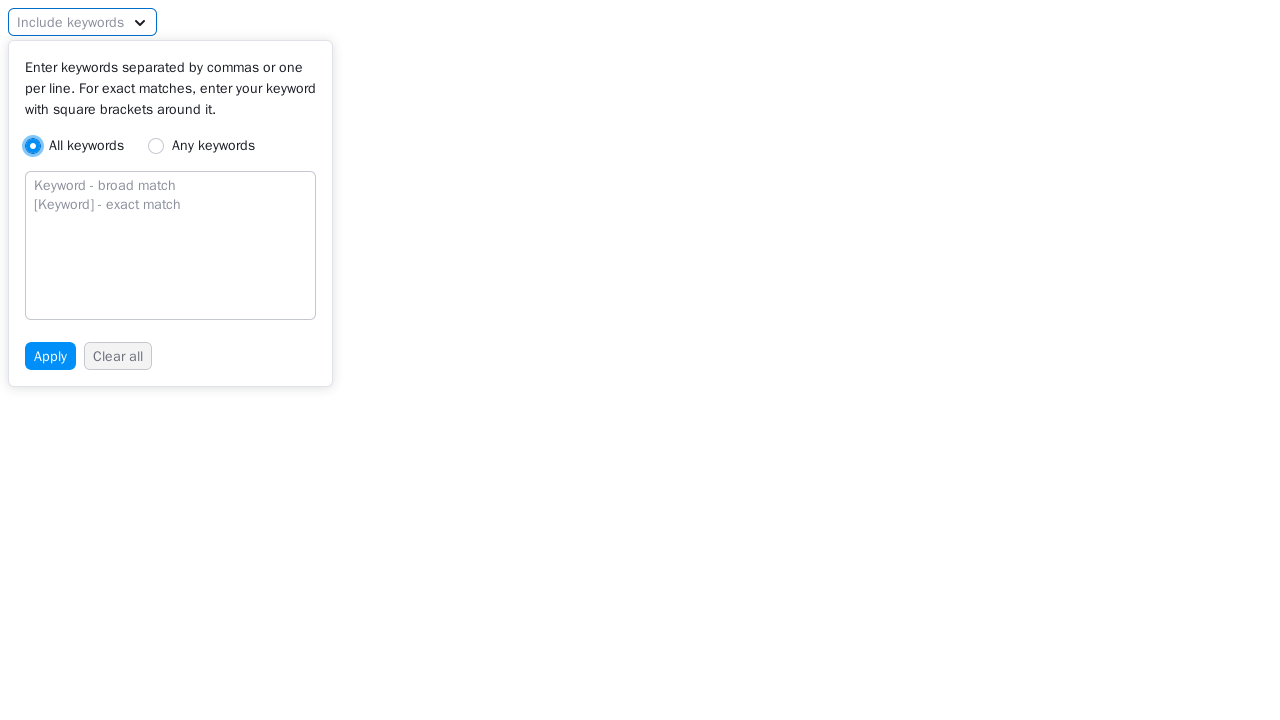 Include keywords
Enter keywords separated by commas or one
per line. For exact matches, enter your keyword
with square brackets around it.
All keywords
Any keywords
Keyword - broad match
[Keyword] - exact match
Apply
Clear all